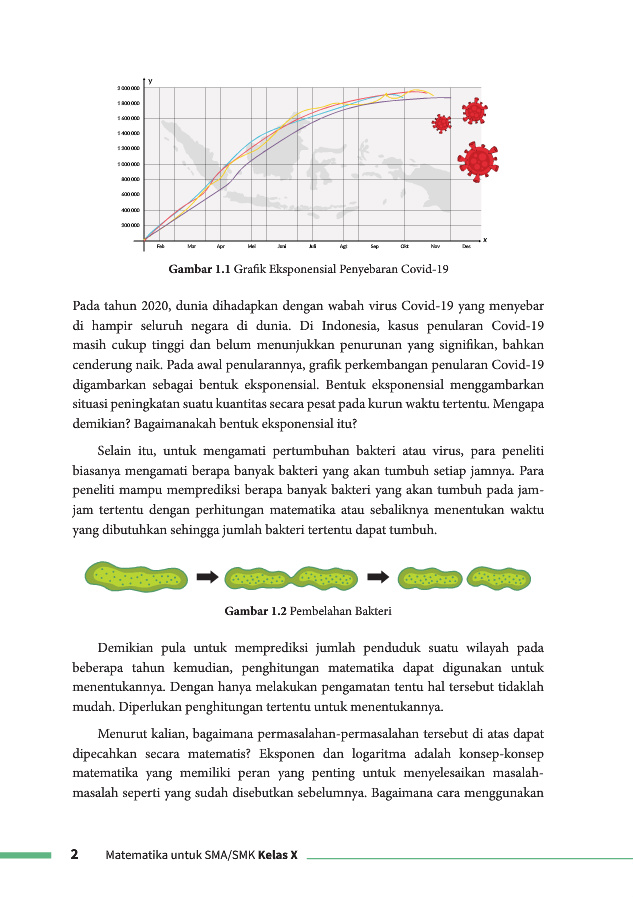 y
2 000 000
1 800 000
1 600 000
1 400 000
1 200 000
1 000 000
800 000
600 000
400 000
200 000
Feb Mar Apr Mei Juni Juli Agt Sep Okt Nov Des x
Gambar 1.1 Grafik Eksponensial Penyebaran Covid-19
Pada tahun 2020, dunia dihadapkan dengan wabah virus Covid-19 yang menyebar
di hampir seluruh negara di dunia. Di Indonesia, kasus penularan Covid-19
masih cukup tinggi dan belum menunjukkan penurunan yang signifikan, bahkan
cenderung naik. Pada awal penularannya, grafik perkembangan penularan Covid-19
digambarkan sebagai bentuk eksponensial. Bentuk eksponensial menggambarkan
situasi peningkatan suatu kuantitas secara pesat pada kurun waktu tertentu. Mengapa
demikian? Bagaimanakah bentuk eksponensial itu?
Selain itu, untuk mengamati pertumbuhan bakteri atau virus, para peneliti
biasanya mengamati berapa banyak bakteri yang akan tumbuh setiap jamnya. Para
peneliti mampu memprediksi berapa banyak bakteri yang akan tumbuh pada jam-
jam tertentu dengan perhitungan matematika atau sebaliknya menentukan waktu
yang dibutuhkan sehingga jumlah bakteri tertentu dapat tumbuh.
Gambar 1.2 Pembelahan Bakteri
Demikian pula untuk memprediksi jumlah penduduk suatu wilayah pada
beberapa tahun kemudian, penghitungan matematika dapat digunakan untuk
menentukannya. Dengan hanya melakukan pengamatan tentu hal tersebut tidaklah
mudah. Diperlukan penghitungan tertentu untuk menentukannya.
Menurut kalian, bagaimana permasalahan-permasalahan tersebut di atas dapat
dipecahkan secara matematis? Eksponen dan logaritma adalah konsep-konsep
matematika yang memiliki peran yang penting untuk menyelesaikan masalah-
masalah seperti yang sudah disebutkan sebelumnya. Bagaimana cara menggunakan
2 Matematika untuk SMA/SMK Kelas X